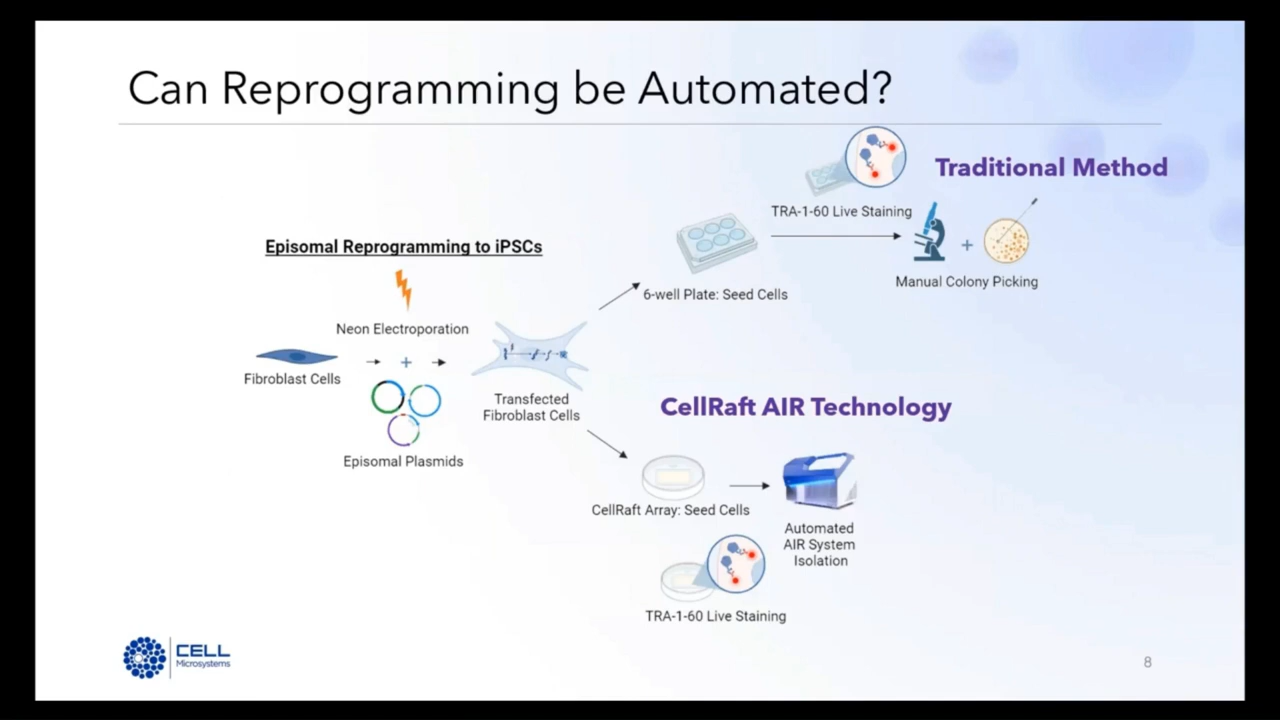 Can Reprogramming be Automated?
Traditional Method
TRA-1-60 Live Staining
Manual Colony Picking
6-well Plate: Seed Cells
Episomal Reprogramming to iPSCs
Neon Electroporation
+
+
Fibroblast Cells
Transfected
Fibroblast Cells
Episomal Plasmids
CellRaft AIR Technology
CellRaft Array: Seed Cells
Automated
AIR System
Isolation
TRA-1-60 Live Staining
CELL
Microsystems
8